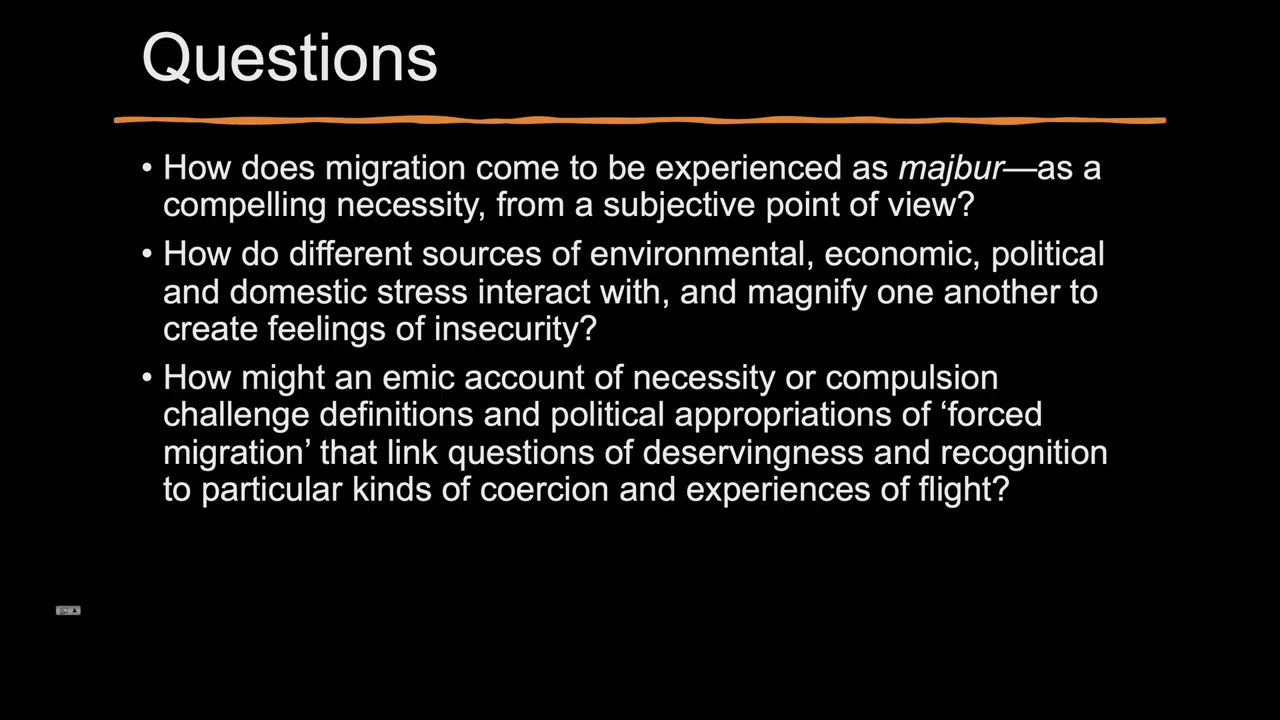 Questions
• How does migration come to be experienced as majbur—as a
compelling necessity, from a subjective point of view?
• How do different sources of environmental, economic, political
and domestic stress interact with, and magnify one another to
create feelings of insecurity?
• How might an emic account of necessity or compulsion
challenge definitions and political appropriations of ‘forced
migration’ that link questions of deservingness and recognition
to particular kinds of coercion and experiences of flight?